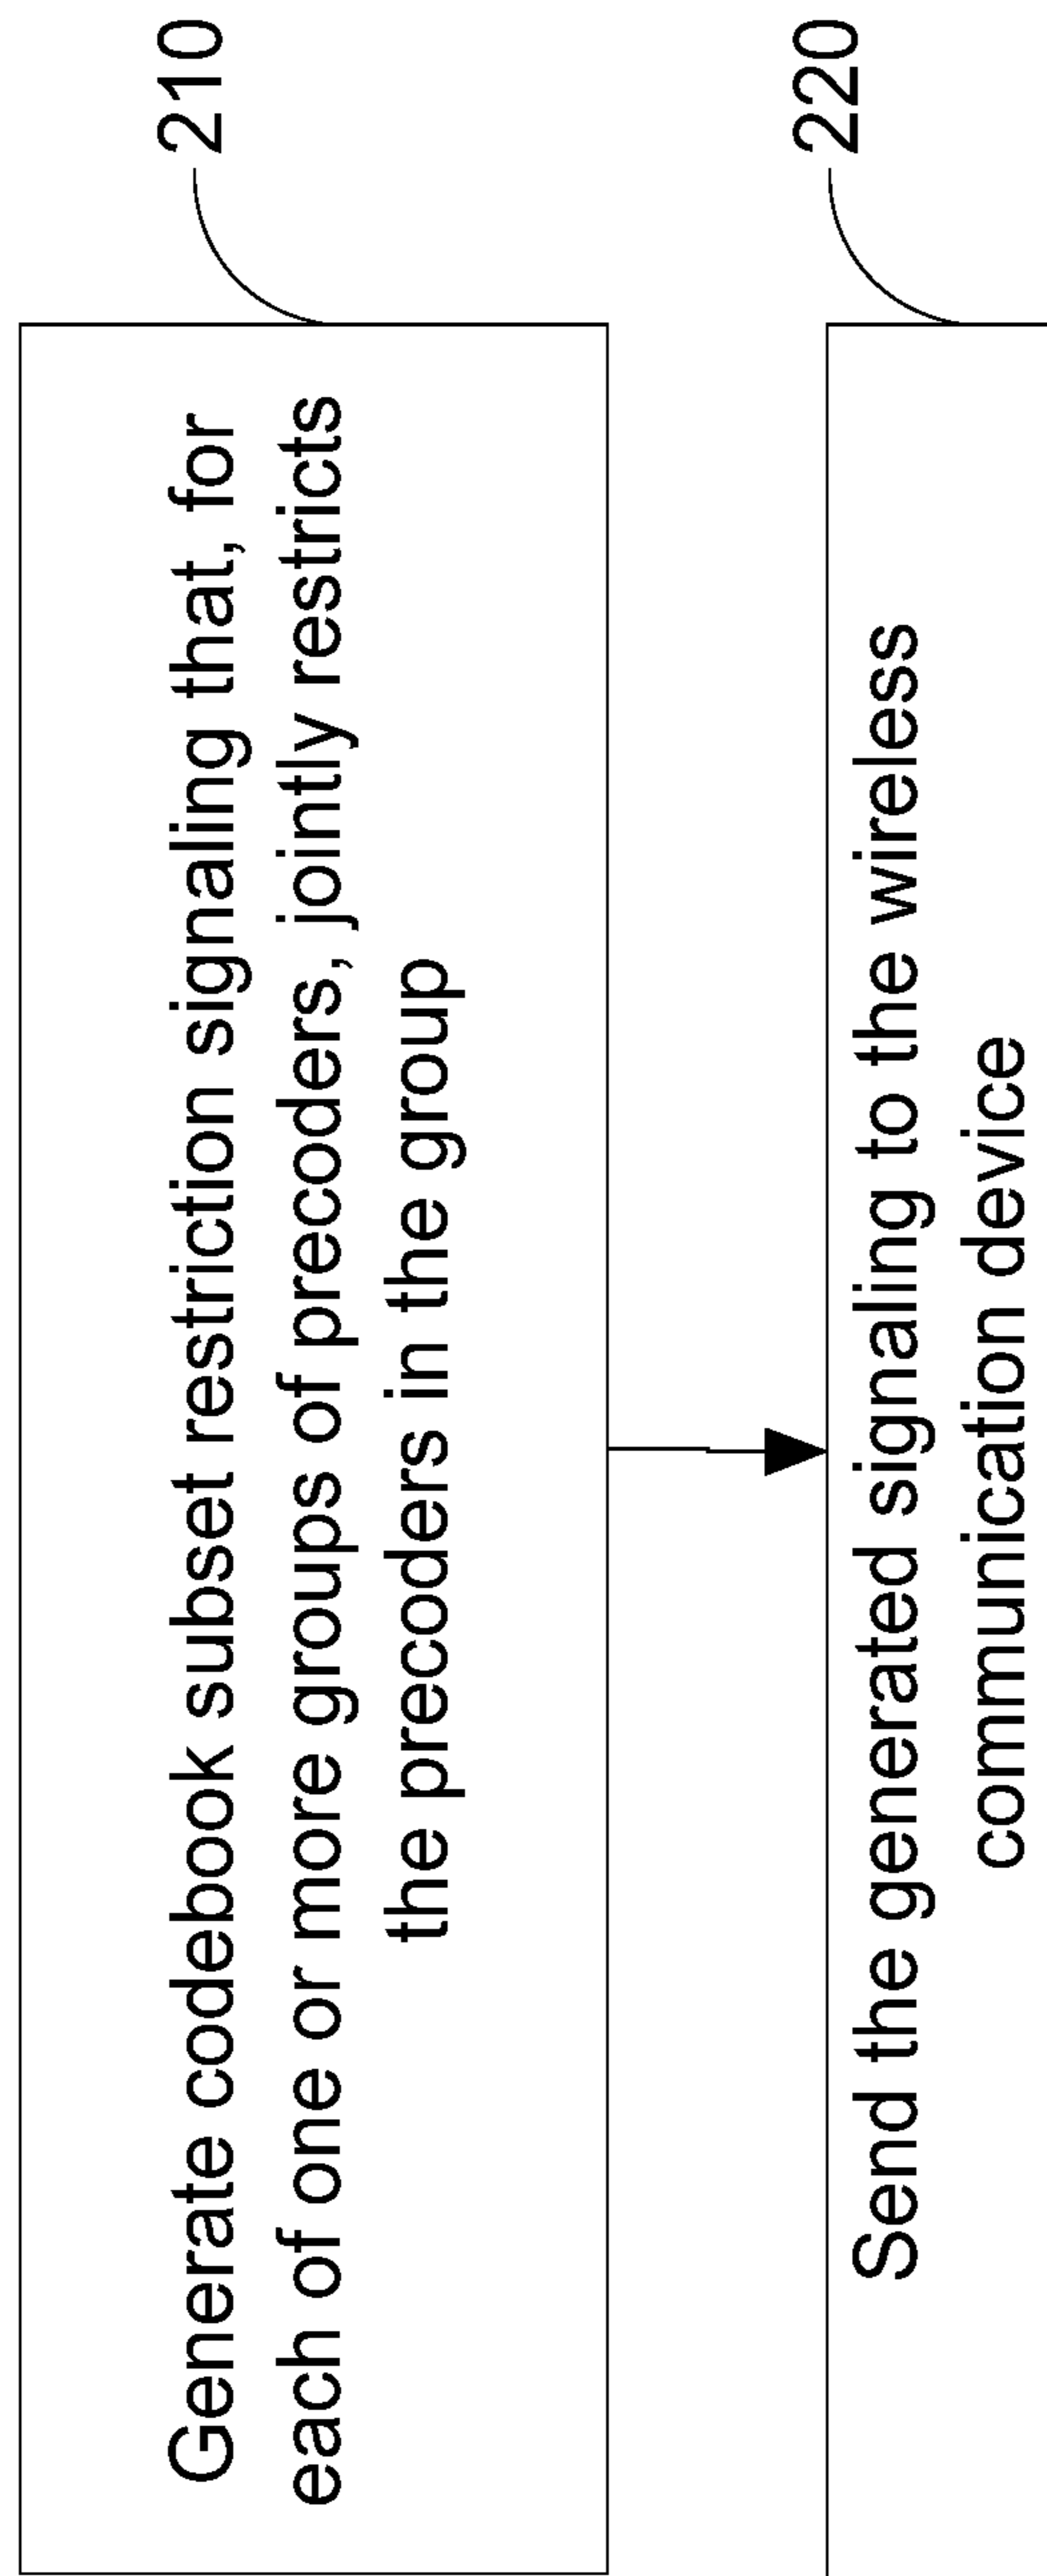 210
Generate codebook subset restriction signaling that, for
each of one or more groups of precoders, jointly restricts
the precoders in the group
220
Send the generated signaling to the wireless
communication device